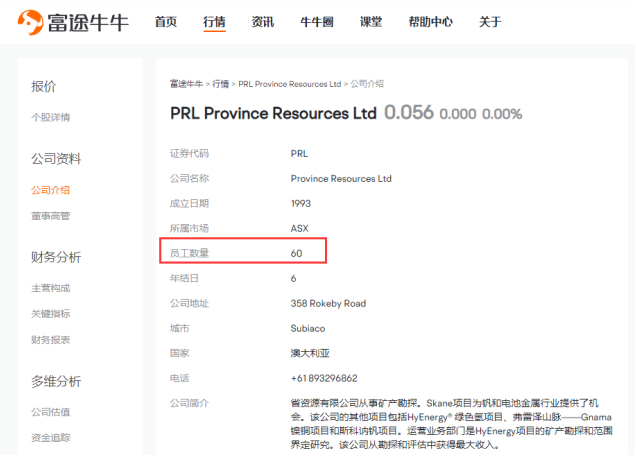 富途牛牛 首页 行情 资讯 牛牛圈 课堂 帮助中心 关于
报价
个股详情
公司资料
公司介绍
董事高管
财务分析
主营构成
关键指标
财务报表
多维分析
公司估值
资金追踪
富途牛牛 > 行情 > PRL Province Resources Ltd > 公司介绍
PRL Province Resources Ltd 0.056 0.000 0.00%
证券代码 PRL
公司名称 Province Resources Ltd
成立日期 1993
所属市场 ASX
员工数量 60
年结日 6
公司地址 358 Rokeby Road
城市 Subiaco
国家 澳大利亚
电话 +61 893296862
公司简介 省资源有限公司从事矿产勘探。Skane项目为钒和电池金属行业提供了机
会。该公司的其他项目包括HyEnergy® 绿色氢项目、弗雷泽山脉——Gnama
镍铜项目和斯科讷钒项目。运营业务部门是HyEnergy项目的矿产勘探和范围
界定研究。该公司从勘探和评估中获得最大收入。